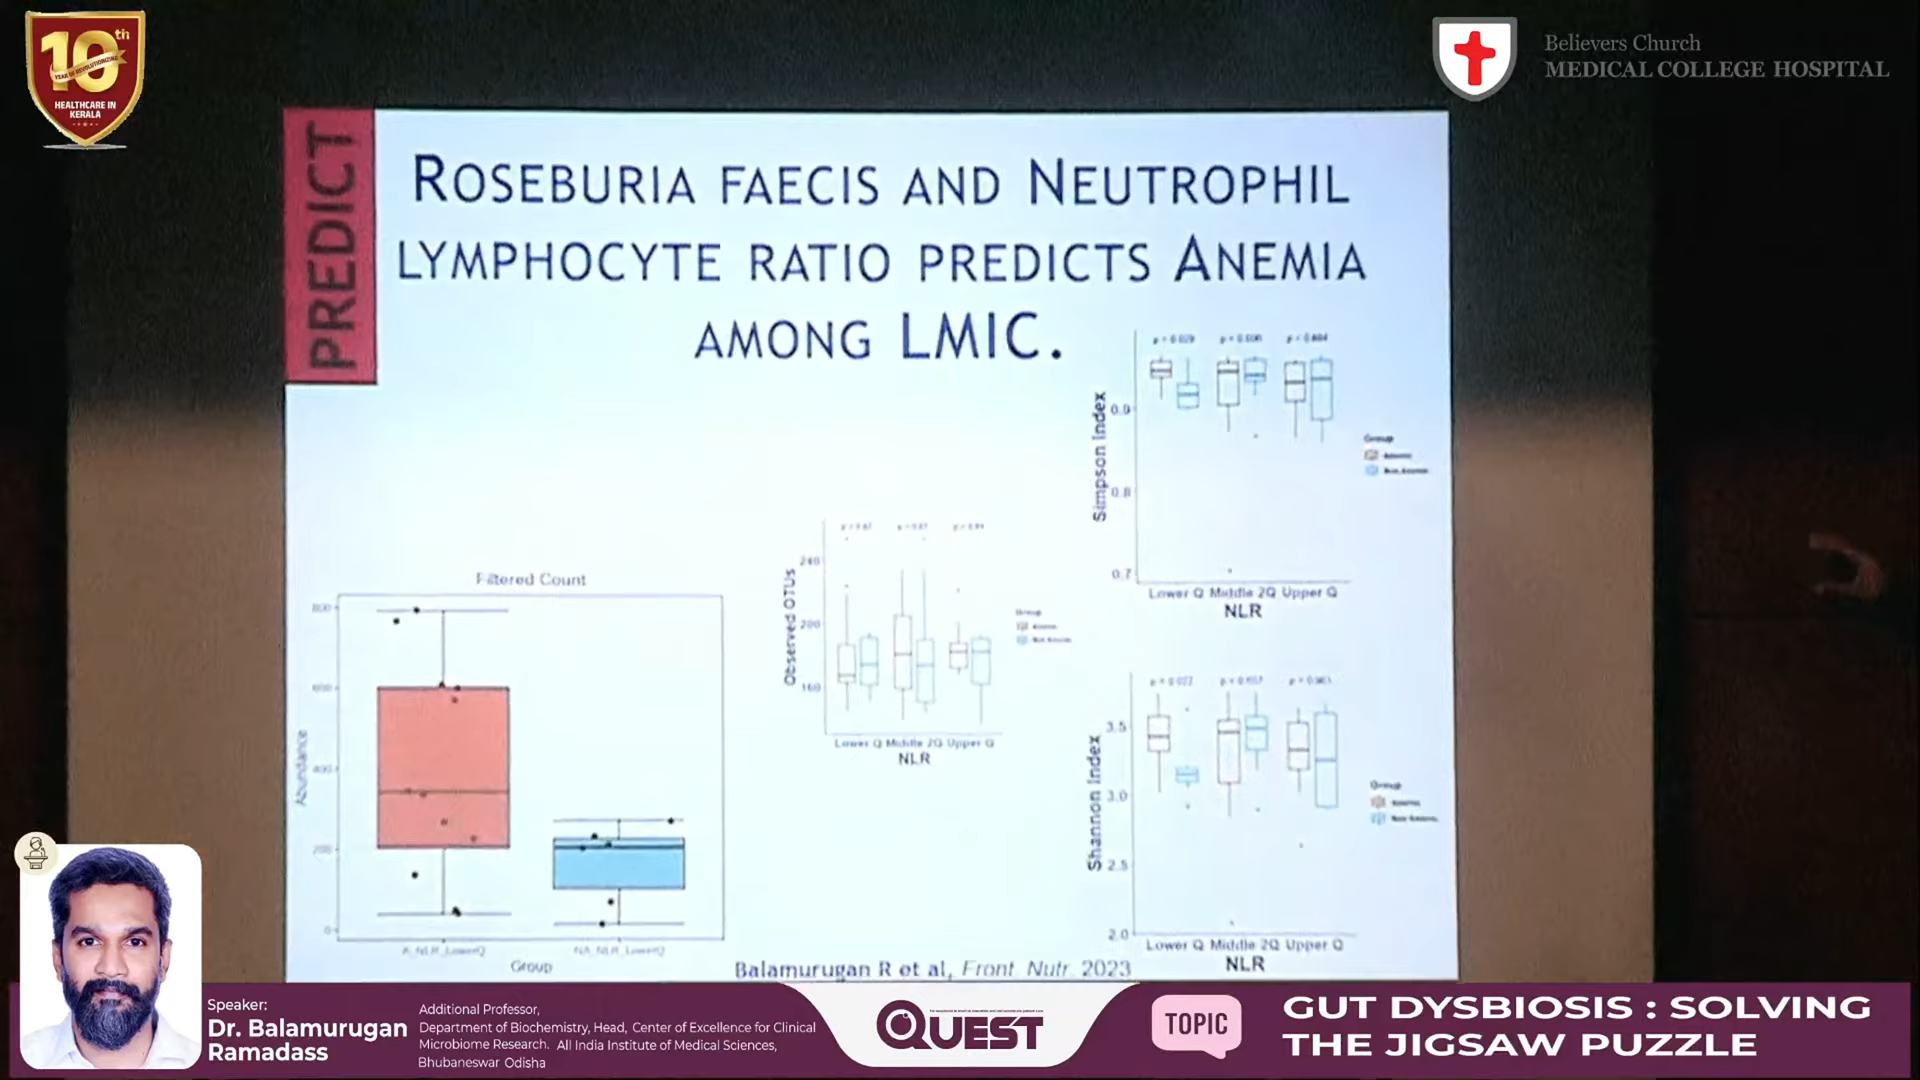 10th
YEAR OF REVOLUTIONIZING
HEALTHCARE IN
KERALA
Believers Church
MEDICAL COLLEGE HOSPITAL
PREDICT
ROSEBURIA FAECIS AND NEUTROPHIL
LYMPHOCYTE RATIO PREDICTS ANEMIA
AMONG LMIC.
Simpson Index
0.9
0.8
0.7
Lower Q Middle 2Q Upper Q
NLR
Group
Observed OTUs
240
200
160
Lower Q Middle 2Q Upper Q
NLR
Group
Filtered Count
Abundance
800
600
400
200
0
A_NLR_LowerQ NA_NLR_LowerQ
Group
Shannon Index
3.5
3.0
2.5
2.0
Lower Q Middle 2Q Upper Q
NLR
Group
Balamurugan R et al, Front. Nutr. 2023
Speaker:
Dr. Balamurugan
Ramadass
Additional Professor,
Department of Biochemistry, Head, Center of Excellence for Clinical
Microbiome Research. All India Institute of Medical Sciences,
Bhubaneswar Odisha
QUEST
TOPIC
GUT DYSBIOSIS : SOLVING
THE JIGSAW PUZZLE